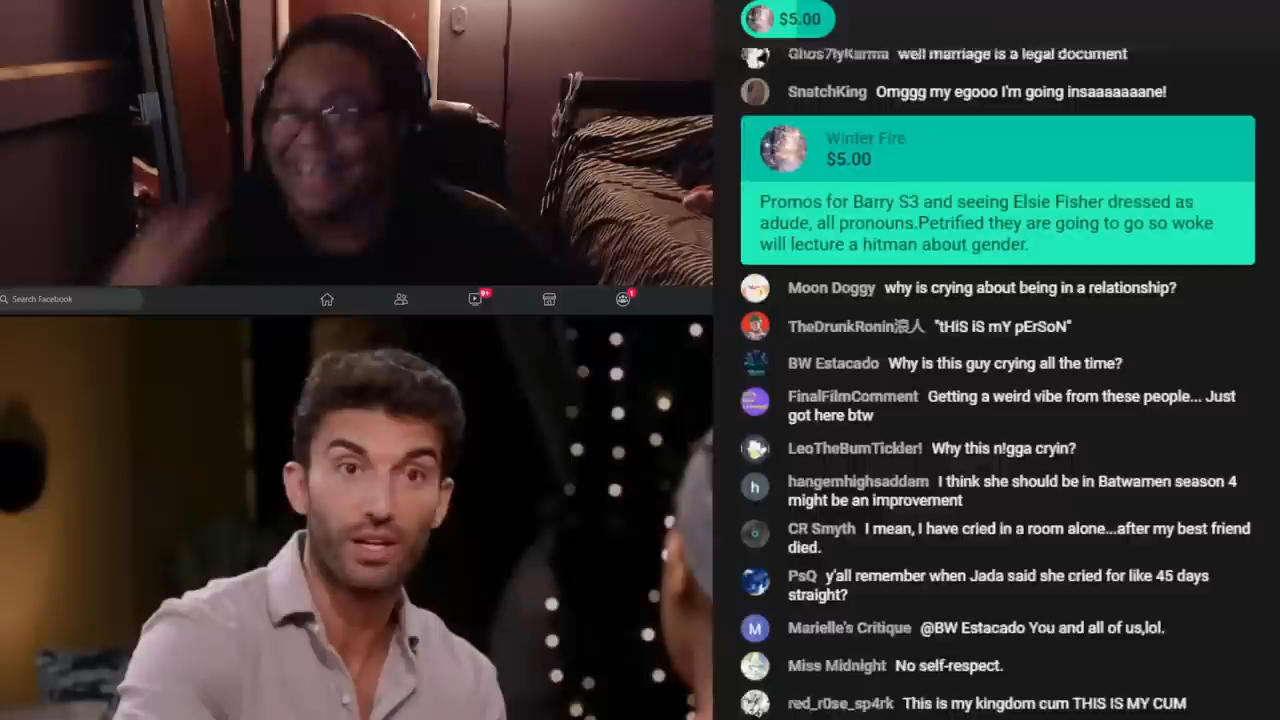 $5.00
Ghos7lyKarma well marriage is a legal document
SnatchKing Omggg my egooo I'm going insaaaaaaane!
Winter Fire
$5.00
Promos for Barry S3 and seeing Elsie Fisher dressed as
adude, all pronouns.Petrified they are going to go so woke
will lecture a hitman about gender.
Moon Doggy why is crying about being in a relationship?
Search Facebook
9+
1
TheDrunkRonin浪人 "tHiS iS mY pErSoN"
BW Estacado Why is this guy crying all the time?
FinalFilmComment Getting a weird vibe from these people... Just
got here btw
LeoTheBumTickler! Why this n!gga cryin?
hangemhighsaddam I think she should be in Batwamen season 4
might be an improvement
CR Smyth I mean, I have cried in a room alone...after my best friend
died.
PsQ y'all remember when Jada said she cried for like 45 days
straight?
M Marielle's Critique @BW Estacado You and all of us,lol.
Miss Midnight No self-respect.
red_r0se_sp4rk This is my kingdom cum THIS IS MY CUM